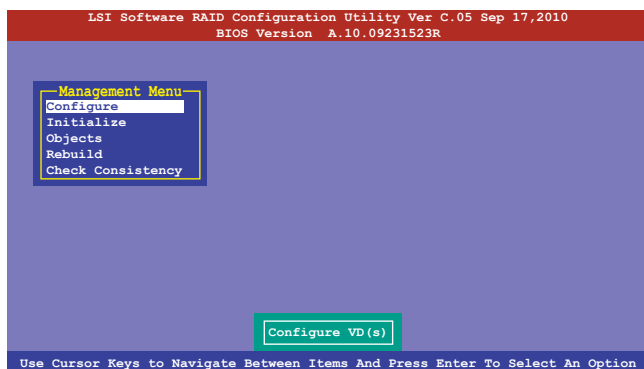 LSI Software RAID Configuration Utility Ver C.05 Sep 17,2010
BIOS Version A.10.09231523R
Management Menu
Configure
Initialize
Objects
Rebuild
Check Consistency
Configure VD(s)
Use Cursor Keys to Navigate Between Items And Press Enter To Select An Option